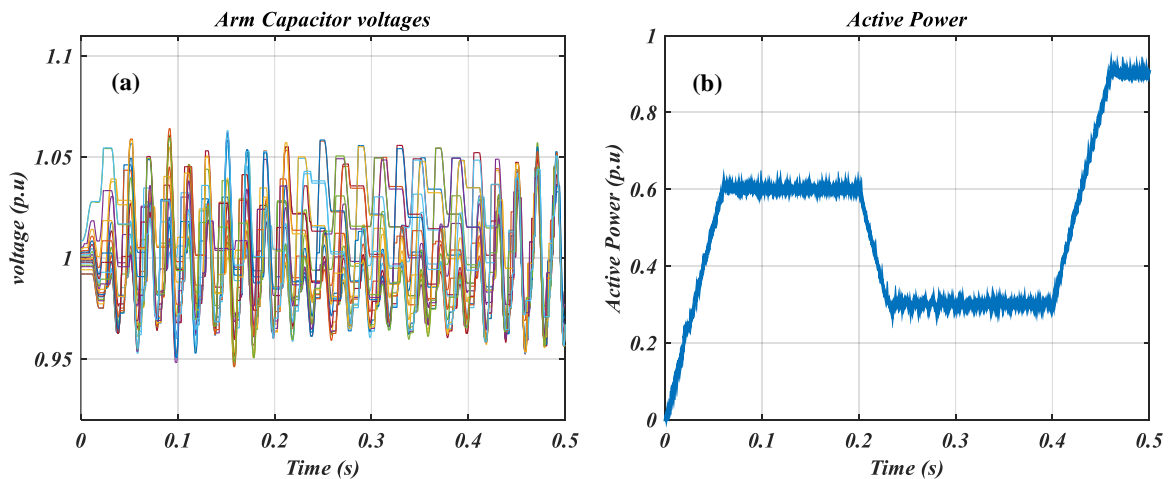 Arm Capacitor voltages
1.1
(a)
1.05
voltage (p.u)
1
0.95
0 0.1 0.2 0.3 0.4 0.5
Time (s)
Active Power
1
(b)
0.8
Active Power (p.u)
0.6
0.4
0.2
0
0 0.1 0.2 0.3 0.4 0.5
Time (s)